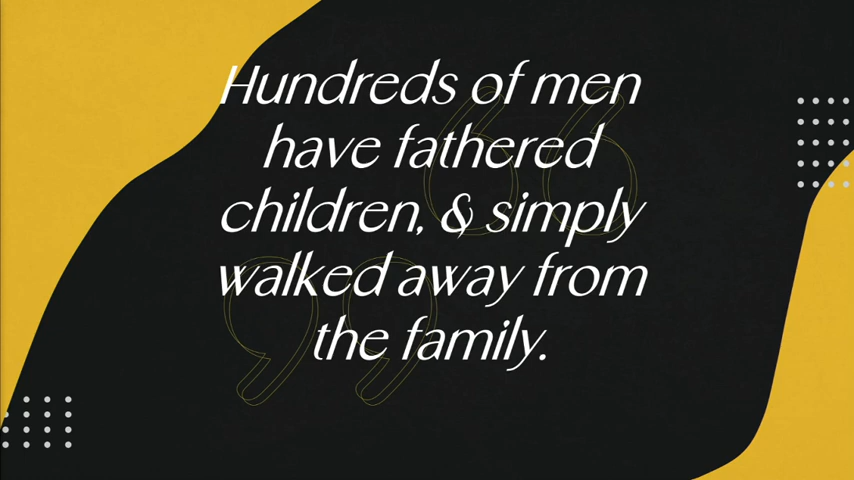 Hundreds of men
have fathered
children, & simply
walked away from
the family.